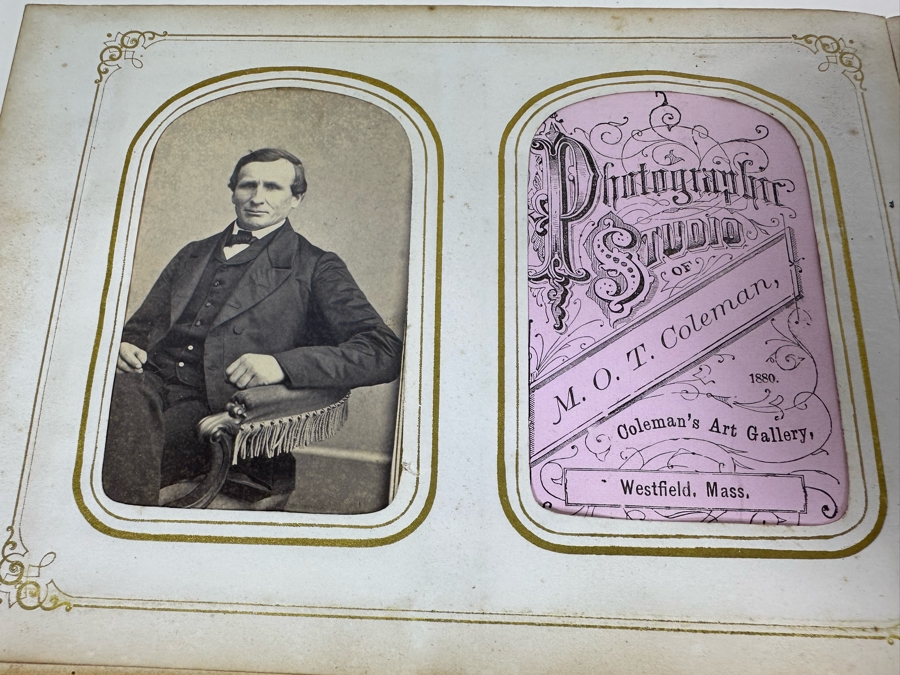 Photographic
STUDIO
OF
M. O. T. Coleman,
1880.
Coleman's Art Gallery,
Westfield, Mass.